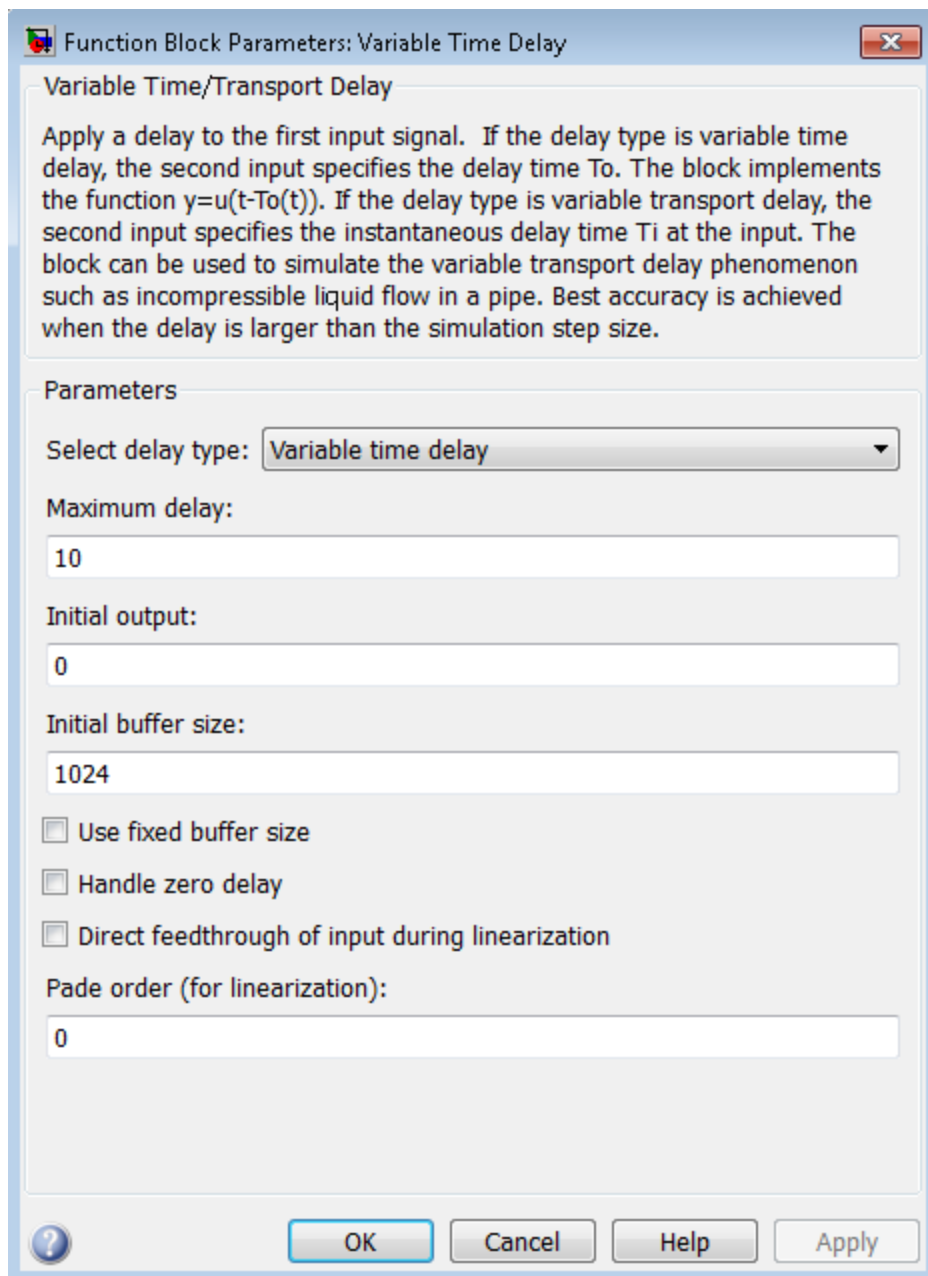 Function Block Parameters: Variable Time Delay
Variable Time/Transport Delay
Apply a delay to the first input signal.  If the delay type is variable time
delay, the second input specifies the delay time To. The block implements
the function y=u(t-To(t)). If the delay type is variable transport delay, the
second input specifies the instantaneous delay time Ti at the input. The
block can be used to simulate the variable transport delay phenomenon
such as incompressible liquid flow in a pipe. Best accuracy is achieved
when the delay is larger than the simulation step size.
Parameters
Select delay type: Variable time delay
Maximum delay:
10
Initial output:
0
Initial buffer size:
1024
Use fixed buffer size
Handle zero delay
Direct feedthrough of input during linearization
Pade order (for linearization):
0
? OK Cancel Help Apply